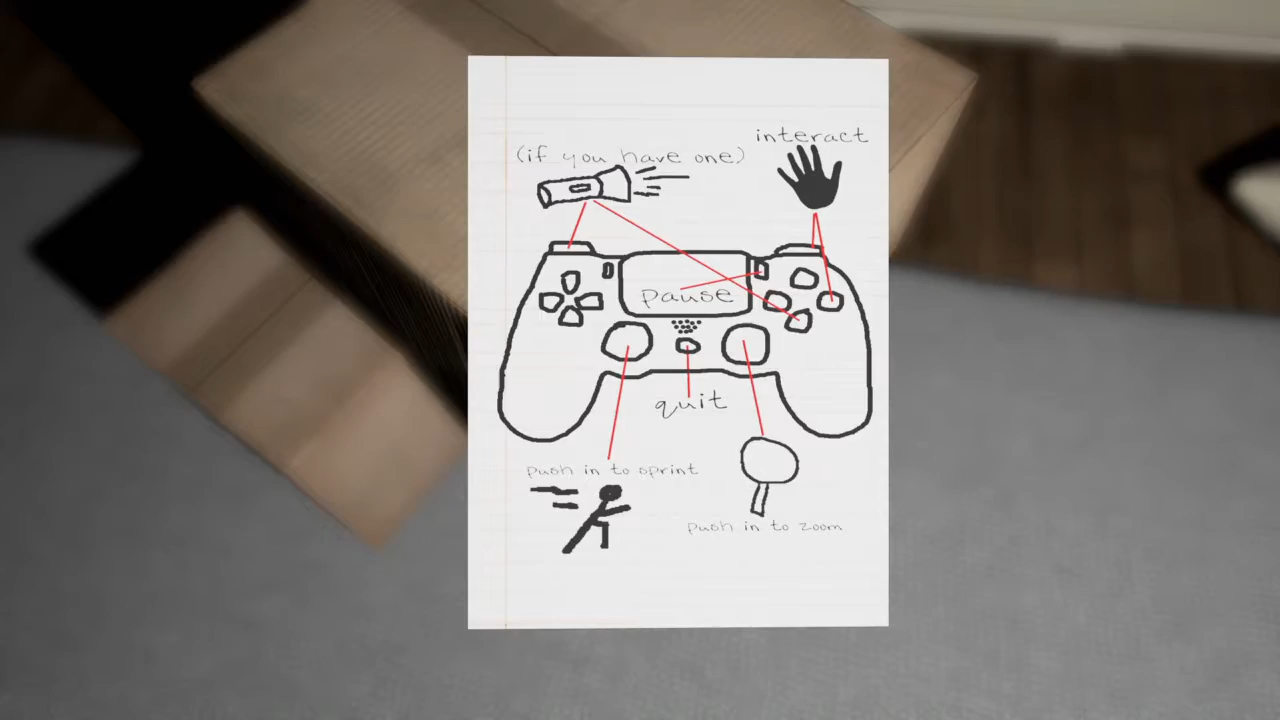 interact
(if you have one)
pause
quit
push in to sprint
push in to zoom